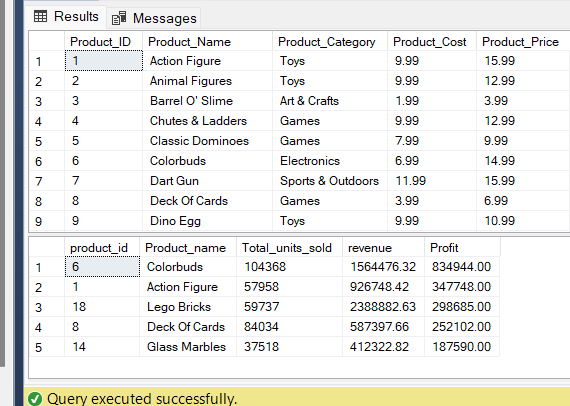 Results Messages
Product_ID Product_Name Product_Category Product_Cost Product_Price
1 1 Action Figure Toys 9.99 15.99
2 2 Animal Figures Toys 9.99 12.99
3 3 Barrel O' Slime Art & Crafts 1.99 3.99
4 4 Chutes & Ladders Games 9.99 12.99
5 5 Classic Dominoes Games 7.99 9.99
6 6 Colorbuds Electronics 6.99 14.99
7 7 Dart Gun Sports & Outdoors 11.99 15.99
8 8 Deck Of Cards Games 3.99 6.99
9 9 Dino Egg Toys 9.99 10.99
product_id Product_name Total_units_sold revenue Profit
1 6 Colorbuds 104368 1564476.32 834944.00
2 1 Action Figure 57958 926748.42 347748.00
3 18 Lego Bricks 59737 2388882.63 298685.00
4 8 Deck Of Cards 84034 587397.66 252102.00
5 14 Glass Marbles 37518 412322.82 187590.00
Query executed successfully.